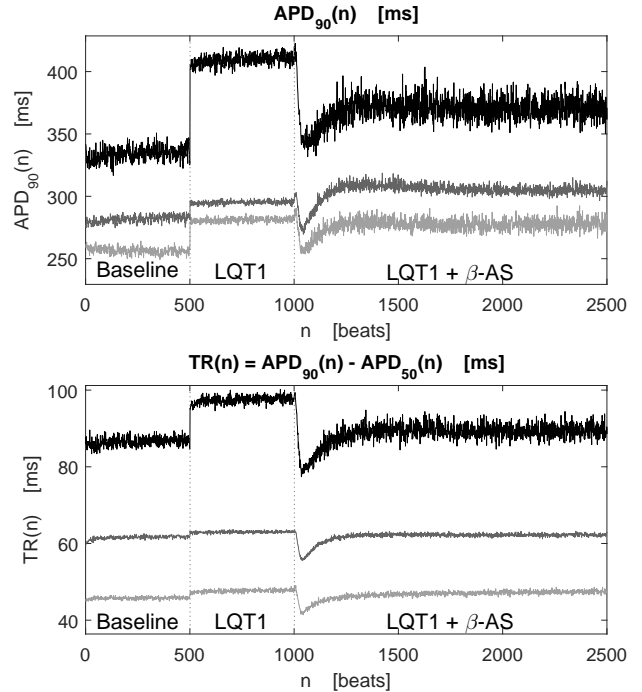 APD90(n) [ms]
APD90(n) [ms]
400
350
300
250
Baseline LQT1 LQT1 + β-AS
0 500 1000 1500 2000 2500
n [beats]
TR(n) = APD90(n) - APD50(n) [ms]
TR(n) [ms]
100
80
60
40
Baseline LQT1 LQT1 + β-AS
0 500 1000 1500 2000 2500
n [beats]